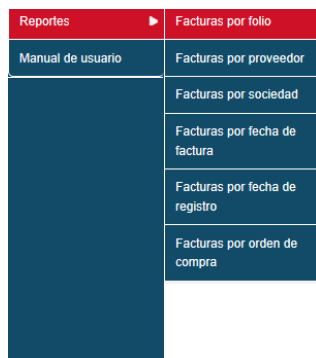 Reportes
Manual de usuario
Facturas por folio
Facturas por proveedor
Facturas por sociedad
Facturas por fecha de
factura
Facturas por fecha de
registro
Facturas por orden de
compra